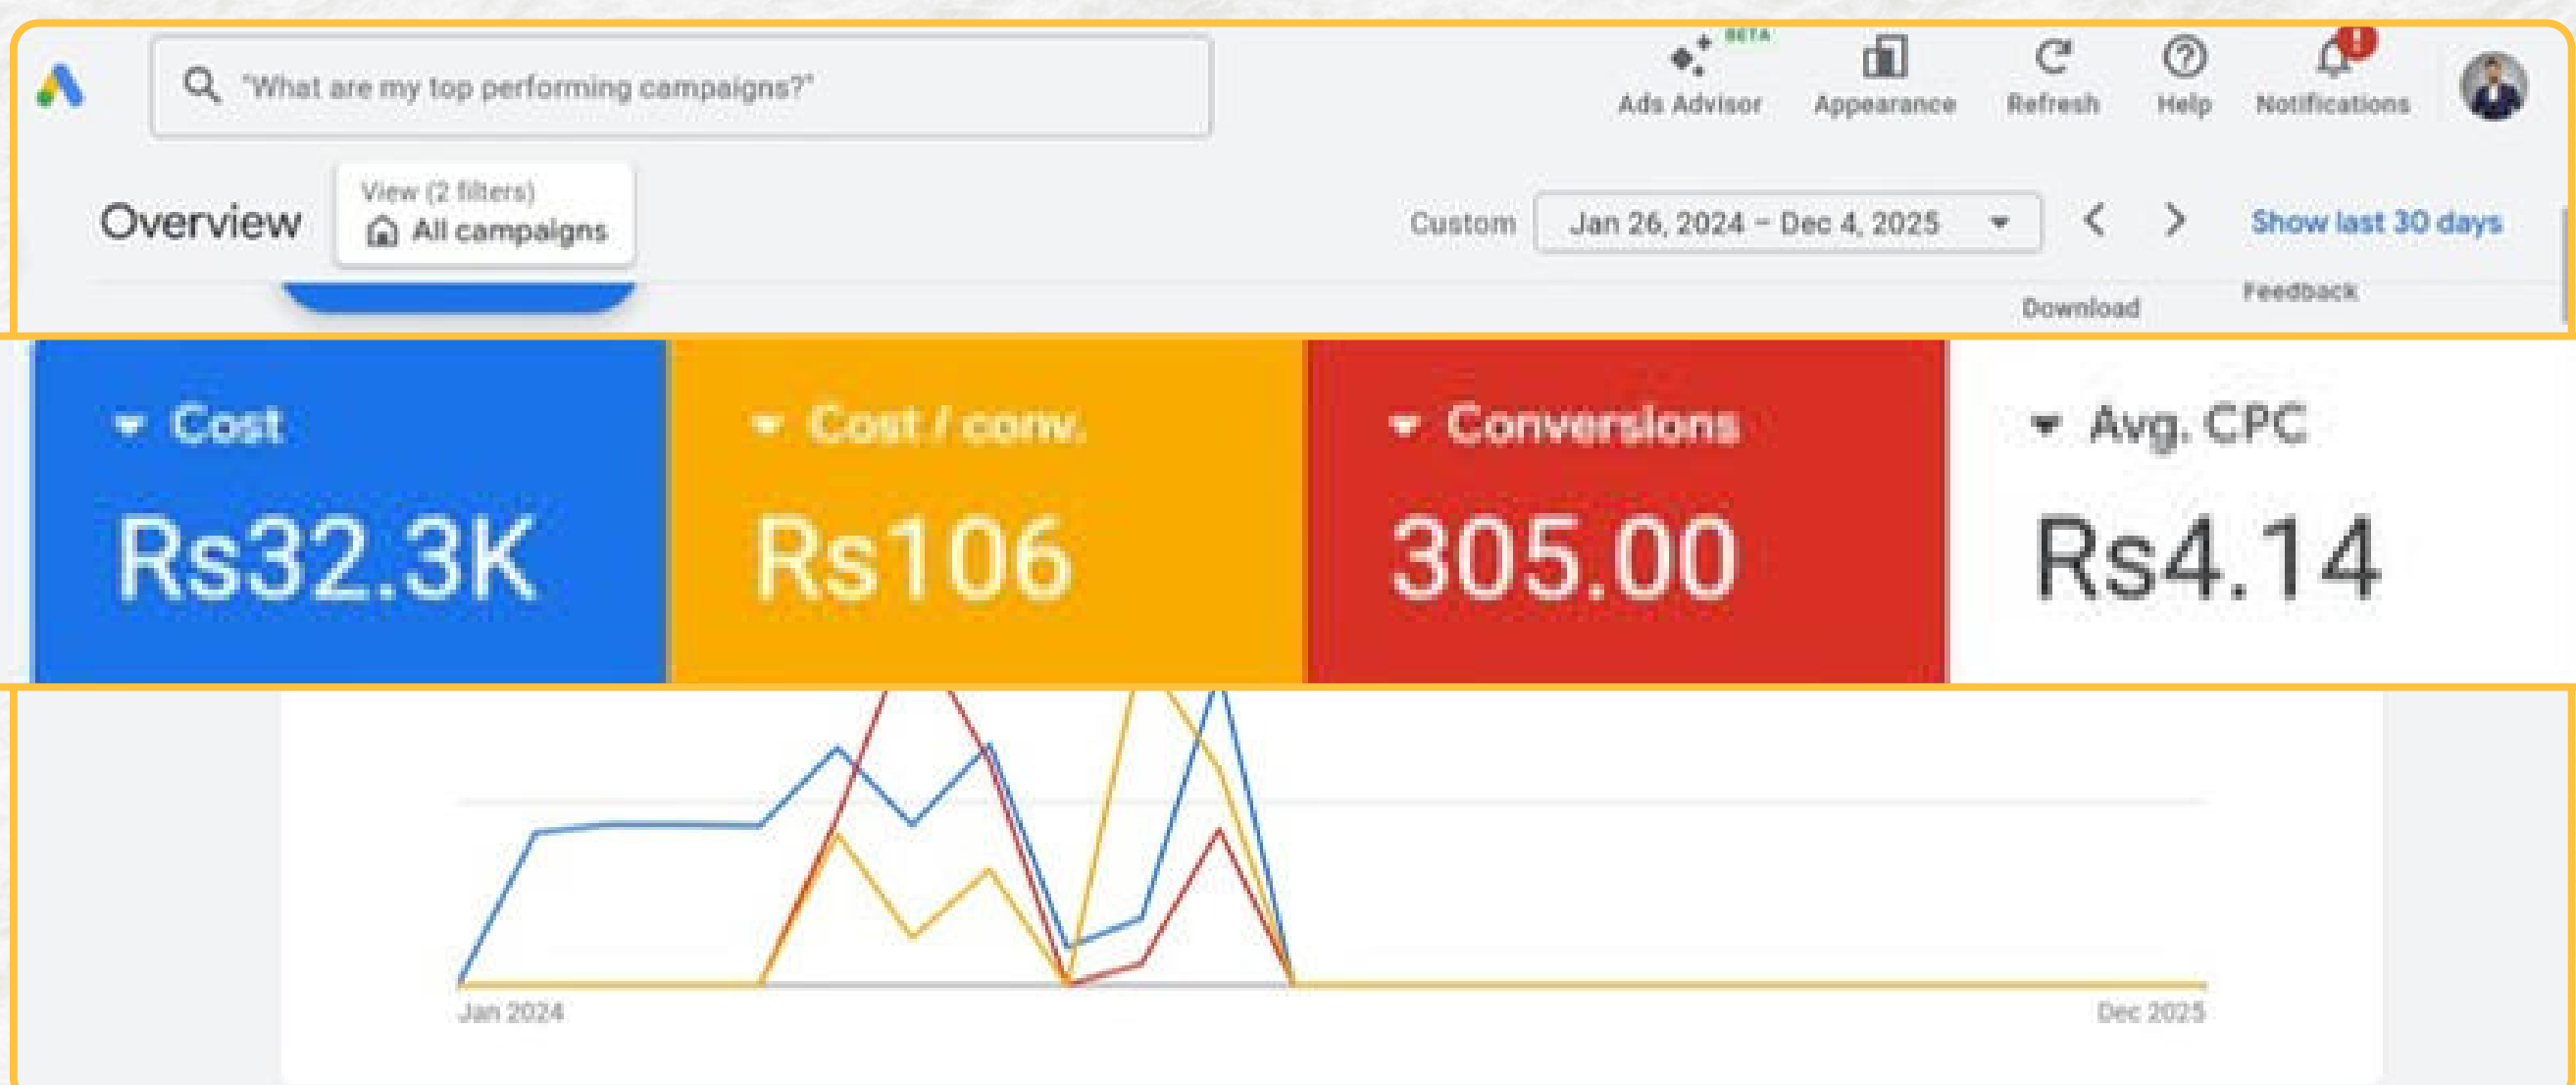 "What are my top performing campaigns?"
BETA
Ads Advisor
Appearance
Refresh
Help
!
Notifications
Overview
View (2 filters)
All campaigns
Custom
Jan 26, 2024 – Dec 4, 2025
Show last 30 days
Download
Feedback
Cost
Rs32.3K
Cost / conv.
Rs106
Conversions
305.00
Avg. CPC
Rs4.14
Jan 2024
Dec 2025